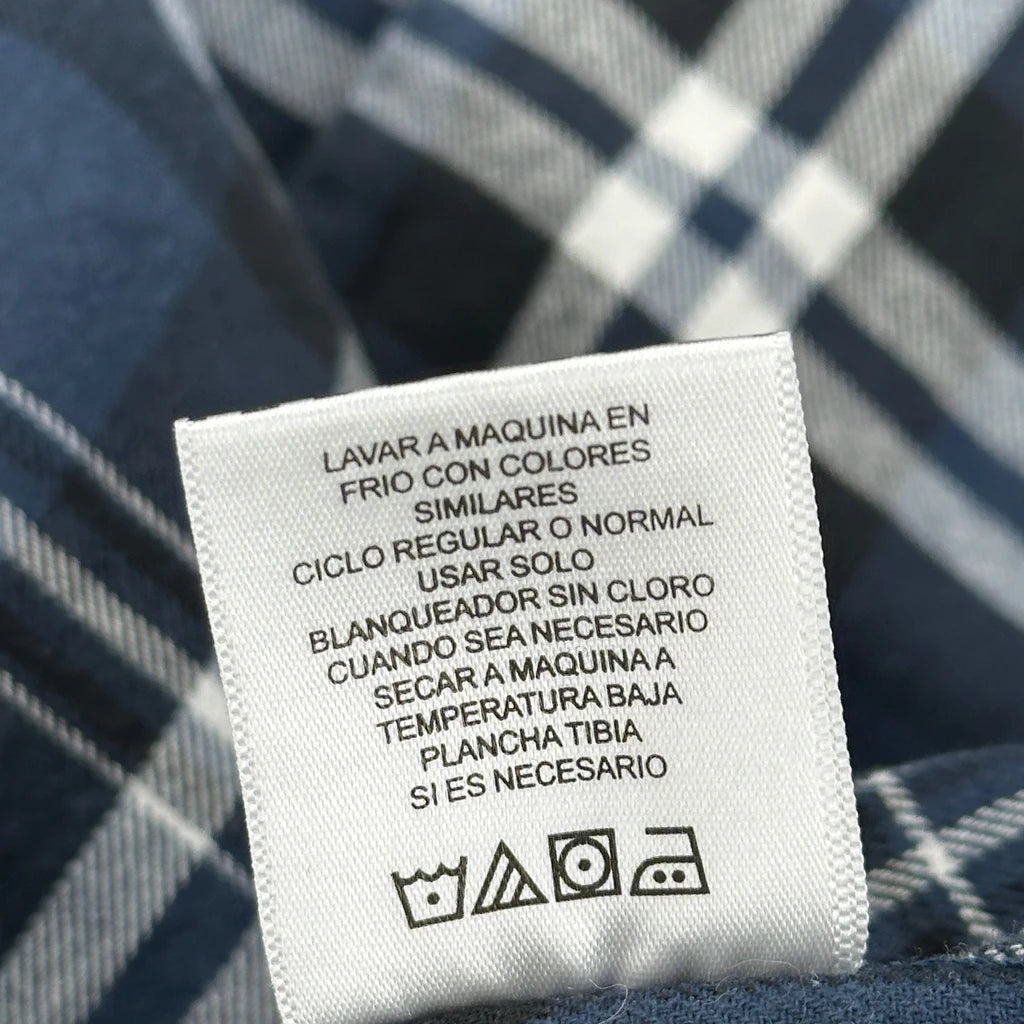 LAVAR A MAQUINA EN
FRIO CON COLORES
SIMILARES
CICLO REGULAR O NORMAL
USAR SOLO
BLANQUEADOR SIN CLORO
CUANDO SEA NECESARIO
SECAR A MAQUINA A
TEMPERATURA BAJA
PLANCHA TIBIA
SI ES NECESARIO